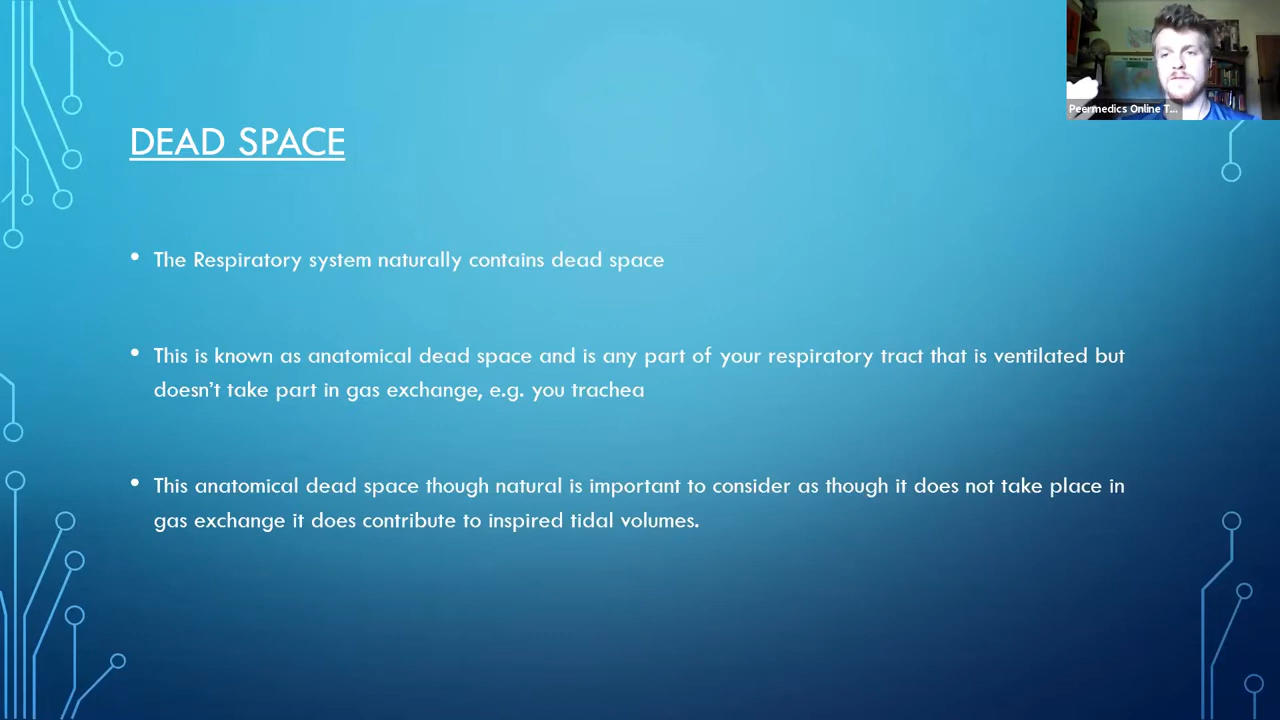 Peermedics Online T...
DEAD SPACE
• The Respiratory system naturally contains dead space
• This is known as anatomical dead space and is any part of your respiratory tract that is ventilated but
doesn't take part in gas exchange, e.g. you trachea
• This anatomical dead space though natural is important to consider as though it does not take place in
gas exchange it does contribute to inspired tidal volumes.